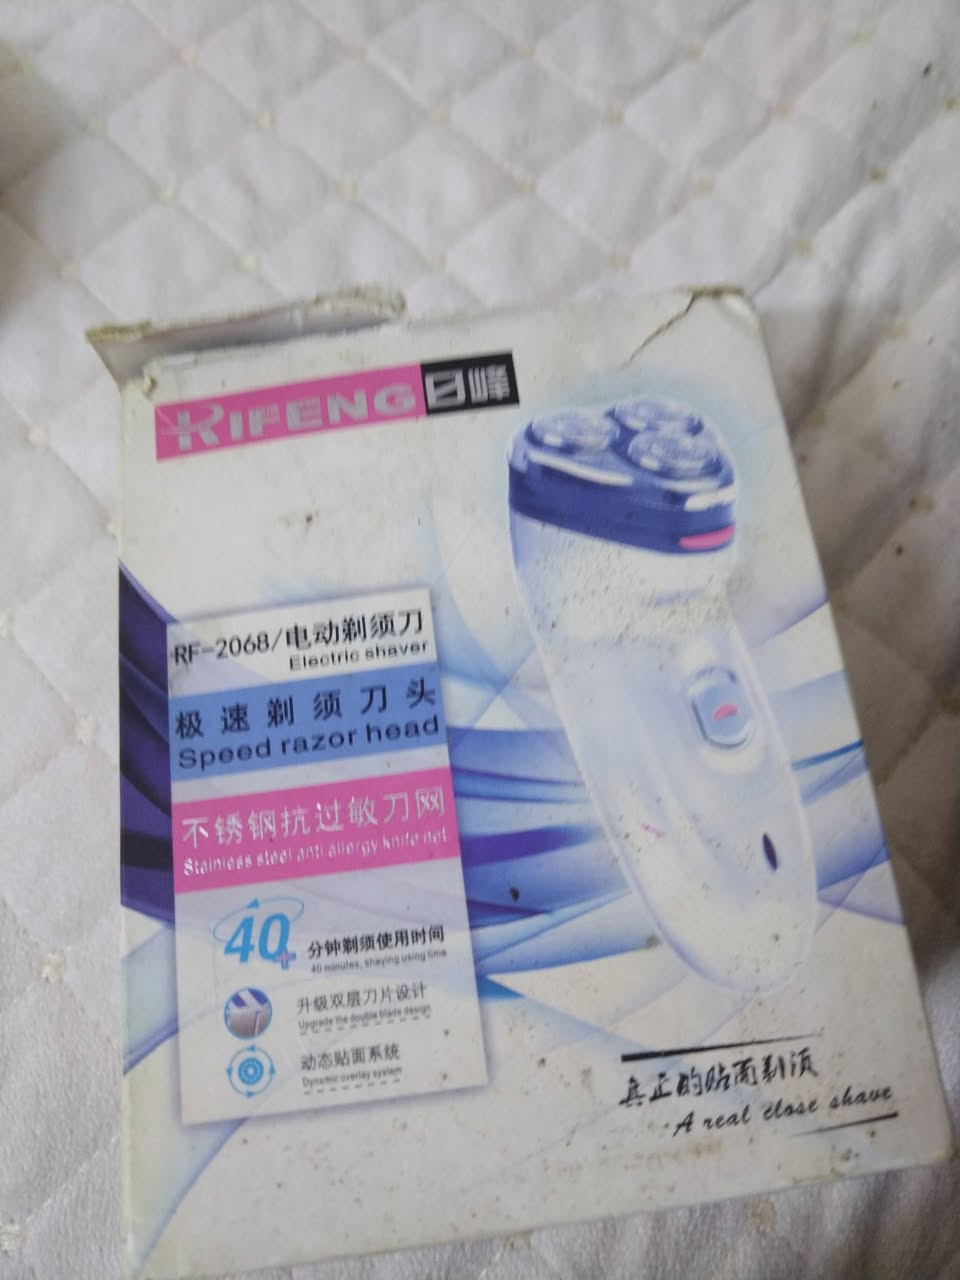 RIFENG 日峰
RF-2068/电动剃须刀
Electric shaver
极速剃须刀头
Speed razor head
不锈钢抗过敏刀网
Stainless steel anti allergy knife net
40+ 分钟剃须使用时间
40 minutes, shaving using time
升级双层刀片设计
Upgrade the double blade design
动态贴面系统
Dynamic overlay system
真正的贴面剃须
A real close shave